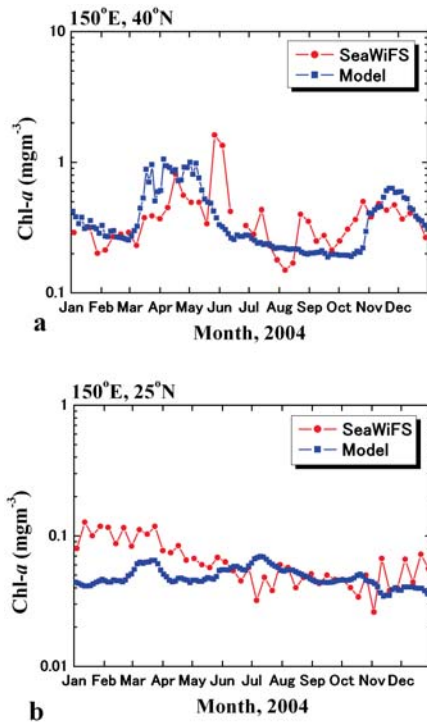 150°E, 40°N
10
SeaWiFS
Model
Chl-a (mgm-3)
1
0.1
Jan Feb Mar Apr May Jun Jul Aug Sep Oct Nov Dec
a
Month, 2004
150°E, 25°N
1
SeaWiFS
Model
Chl-a (mgm-3)
0.1
0.01
Jan Feb Mar Apr May Jun Jul Aug Sep Oct Nov Dec
b
Month, 2004